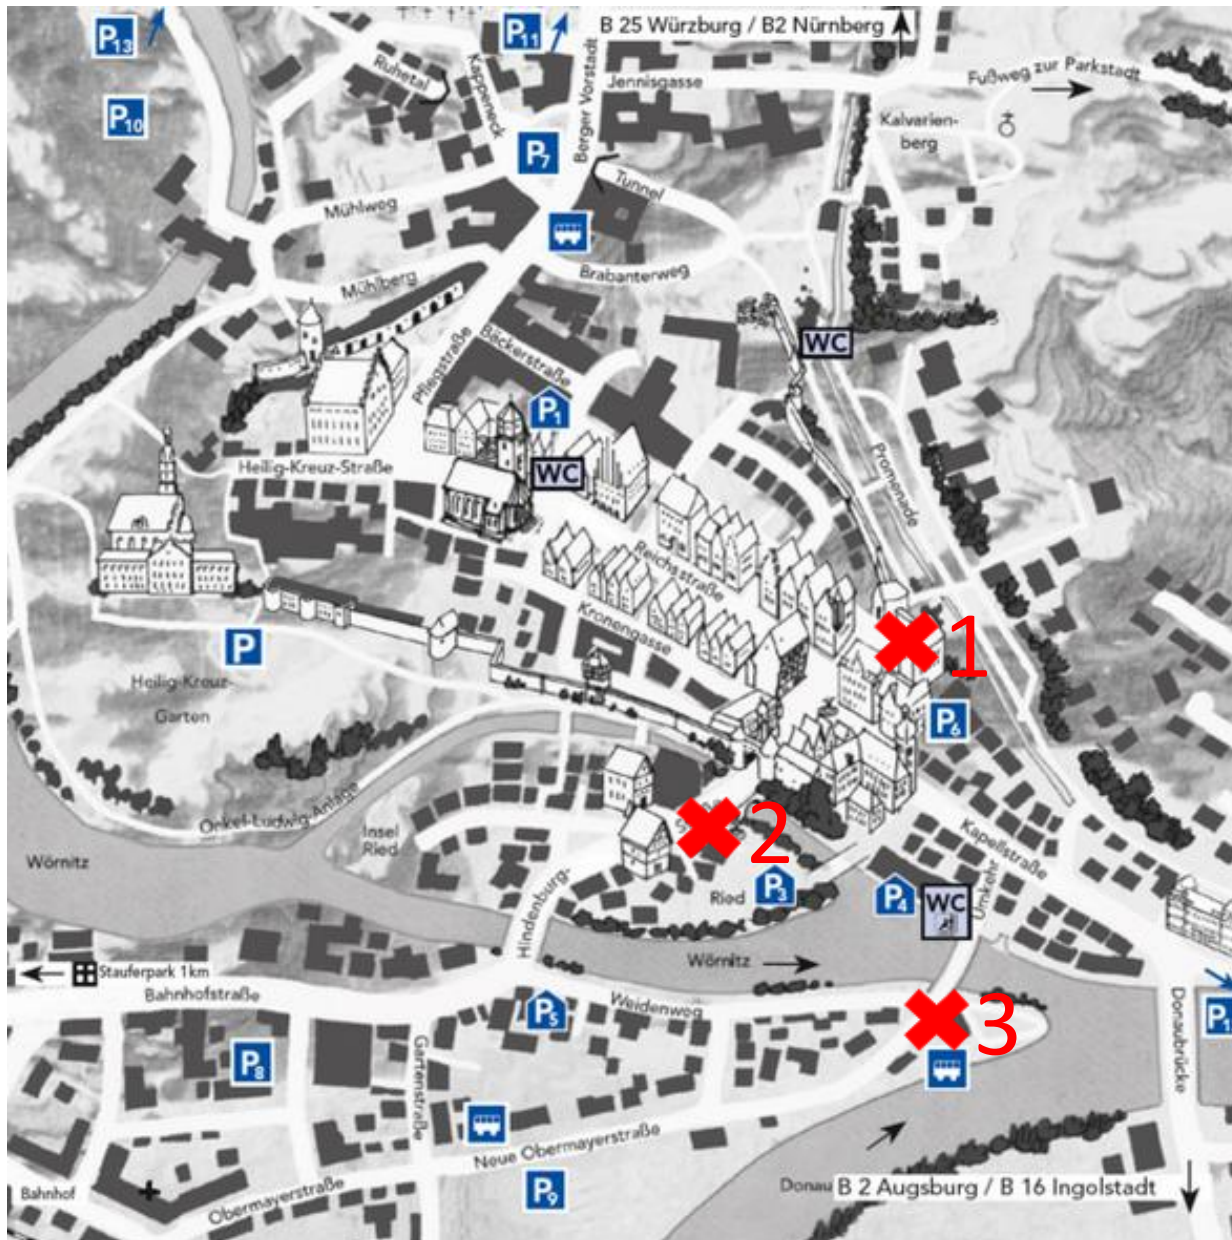 B 25 Würzburg / B2 Nürnberg
P13
P11
Ruhetal
Kappeneck
Berger Vorstadt
Jennisgasse
Fußweg zur Parkstadt
P10
Kalvarien-
berg
P7
Tunnel
Mühlweg
Brabanterweg
Mühlberg
WC
Pflegstraße
Bäckerstraße
P1
Heilig-Kreuz-Straße
WC
Promenade
Reichsstraße
Kronengasse
1
P
Heilig-Kreuz-
Garten
P6
Onkel-Ludwig-Anlage
Insel
Ried
2
Kapellstraße
Wörnitz
Ried
P3
P4
WC
Umkehr
Hindenburg-
Wörnitz
Stauferpark 1km
Bahnhofstraße
Weidenweg
P5
3
Donaubrücke
P1
P8
Gartenstraße
Neue Obermayerstraße
Bahnhof
Obermayerstraße
P9
Donau
B 2 Augsburg / B 16 Ingolstadt